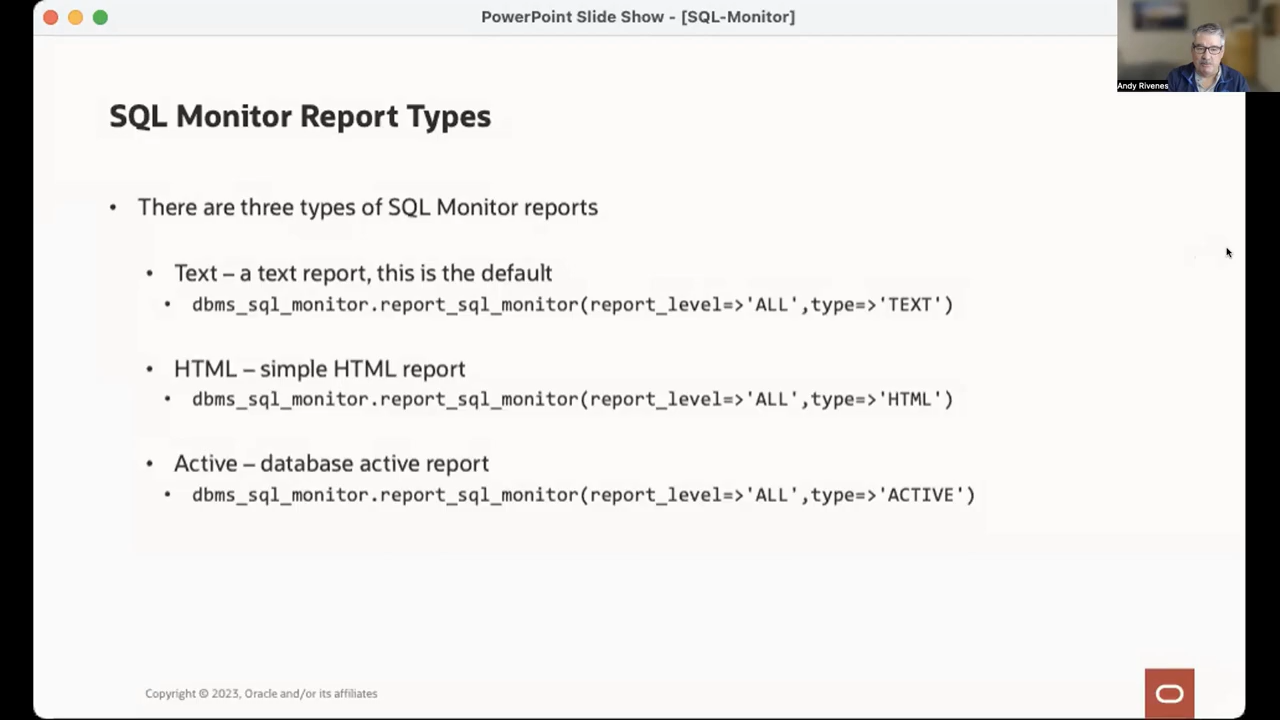 PowerPoint Slide Show - [SQL-Monitor]
Andy Rivenes
SQL Monitor Report Types
• There are three types of SQL Monitor reports
• Text – a text report, this is the default
• dbms_sql_monitor.report_sql_monitor(report_level=>'ALL',type=>'TEXT')
• HTML – simple HTML report
• dbms_sql_monitor.report_sql_monitor(report_level=>'ALL',type=>'HTML')
• Active – database active report
• dbms_sql_monitor.report_sql_monitor(report_level=>'ALL',type=>'ACTIVE')
Copyright © 2023, Oracle and/or its affiliates